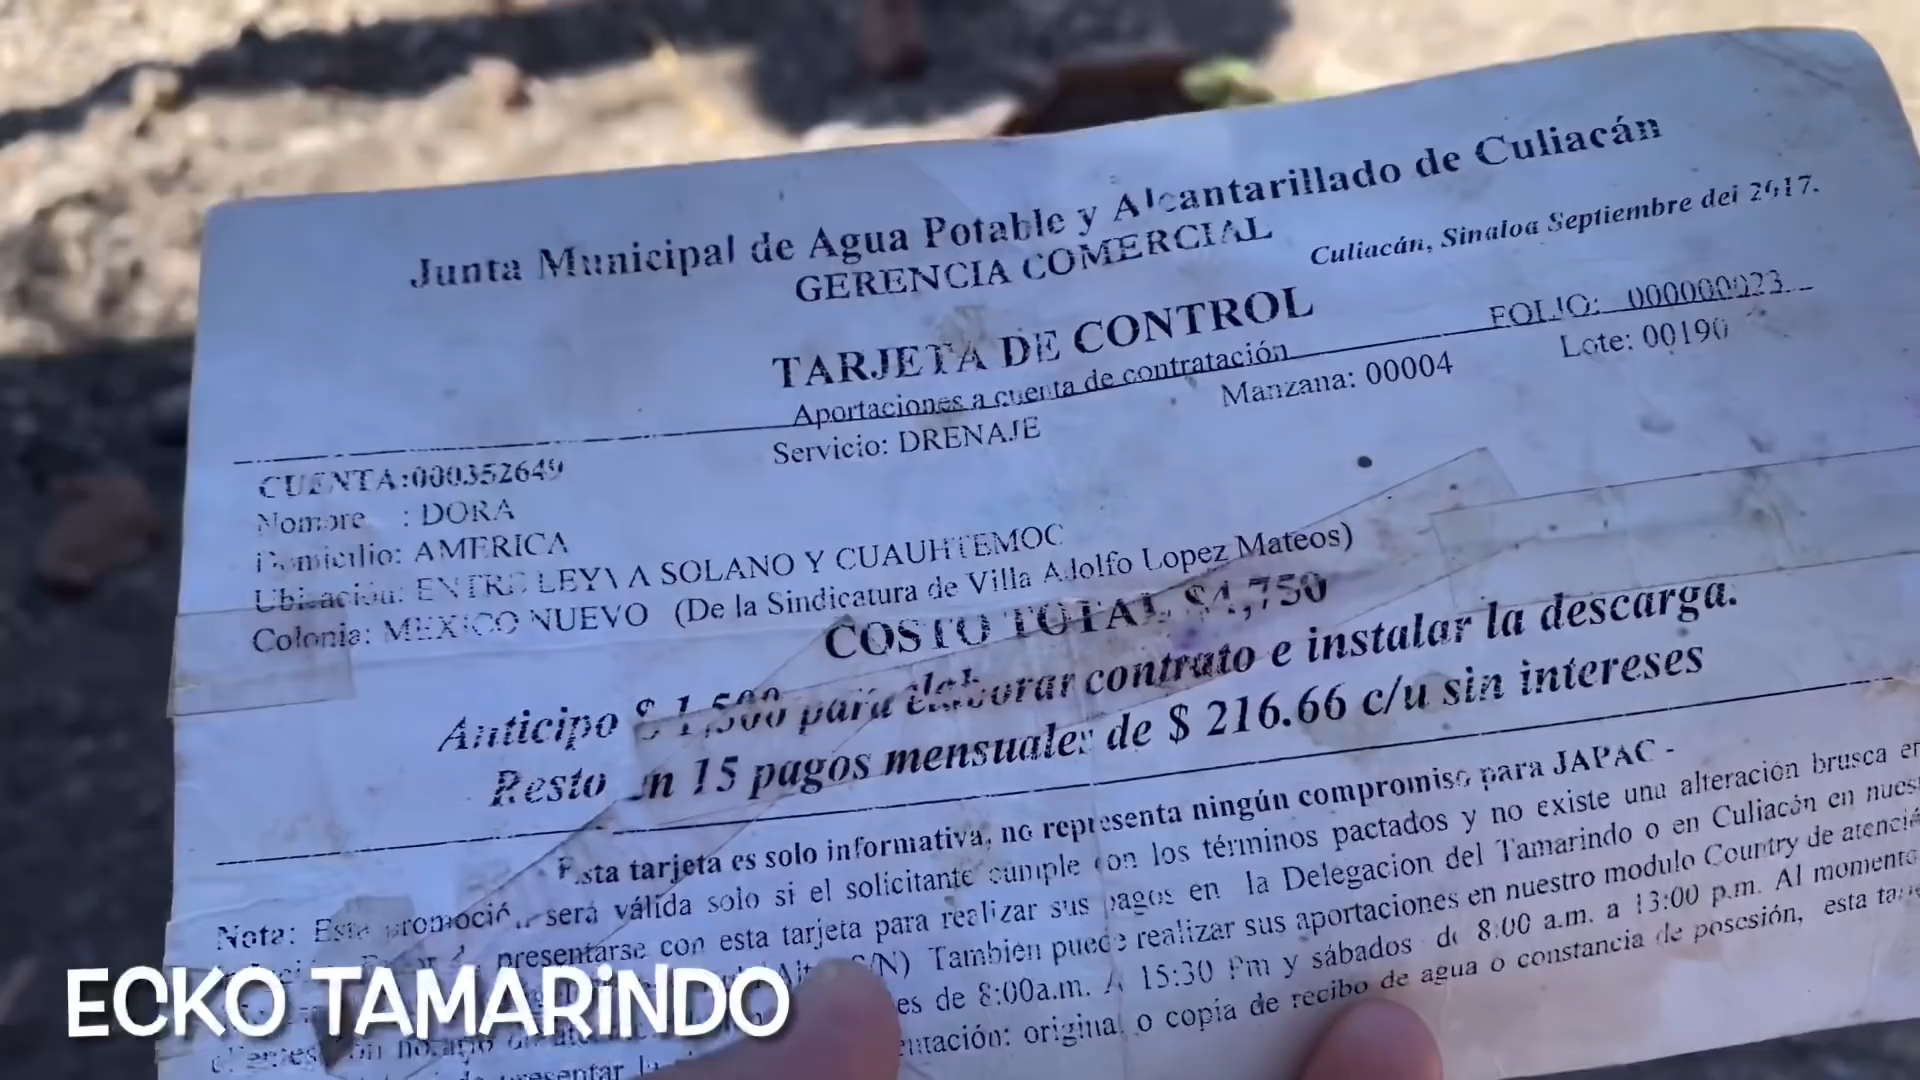 Junta Municipal de Agua Potable y Alcantarillado de Culiacán
GERENCIA COMERCIAL
Culiacán, Sinaloa Septiembre del 2017.
TARJETA DE CONTROL
FOLIO: 000000023
Aportaciones a cuenta de contratación
Servicio: DRENAJE
Manzana: 00004
Lote: 00190
CUENTA:000352649
Nombre : DORA
Domicilio: AMERICA
Ubicación: ENTRE LEYVA SOLANO Y CUAUHTEMOC
Colonia: MEXICO NUEVO (De la Sindicatura de Villa Adolfo Lopez Mateos)
COSTO TOTAL $4,750
Anticipo $ 1,500 para elaborar contrato e instalar la descarga.
Resto en 15 pagos mensuales de $ 216.66 c/u sin intereses
Esta tarjeta es solo informativa, no representa ningún compromiso para JAPAC -
Nota: Esta promoción será válida solo si el solicitante cumple con los términos pactados y no existe una alteración brusca en
presentarse con esta tarjeta para realizar sus pagos en la Delegacion del Tamarindo o en Culiacán en
S/N) Tambien puede realizar sus aportaciones en nuestro modulo Country de
es de 8:00a.m. A 15:30 Pm y sábados de 8:00 a.m. a 13:00 p.m. Al momento
original o copia de recibo de agua o constancia de posesión, esta
presentar
ECKO TAMARiNDO